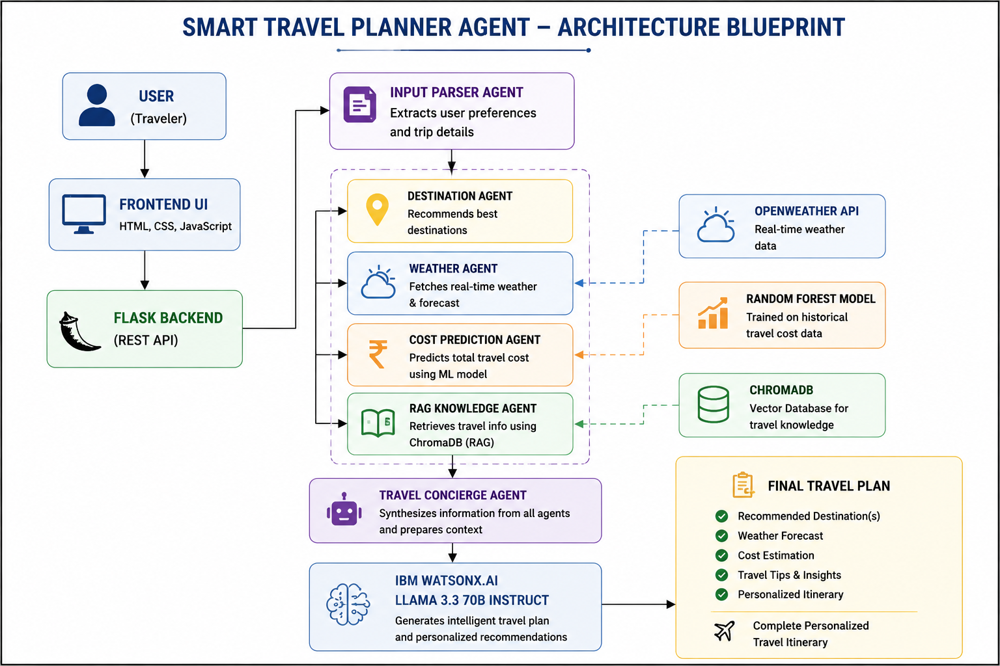 SMART TRAVEL PLANNER AGENT – ARCHITECTURE BLUEPRINT
USER
(Traveler)
FRONTEND UI
HTML, CSS, JavaScript
FLASK BACKEND
(REST API)
INPUT PARSER AGENT
Extracts user preferences
and trip details
DESTINATION AGENT
Recommends best
destinations
WEATHER AGENT
Fetches real-time weather
& forecast
₹
COST PREDICTION AGENT
Predicts total travel cost
using ML model
RAG KNOWLEDGE AGENT
Retrieves travel info using
ChromaDB (RAG)
OPENWEATHER API
Real-time weather
data
RANDOM FOREST MODEL
Trained on historical
travel cost data
CHROMADB
Vector Database for
travel knowledge
TRAVEL CONCIERGE AGENT
Synthesizes information from all agents
and prepares context
IBM WATSONX.AI
LLAMA 3.3 70B INSTRUCT
Generates intelligent travel plan
and personalized recommendations
FINAL TRAVEL PLAN
Recommended Destination(s)
Weather Forecast
Cost Estimation
Travel Tips & Insights
Personalized Itinerary
Complete Personalized
Travel Itinerary